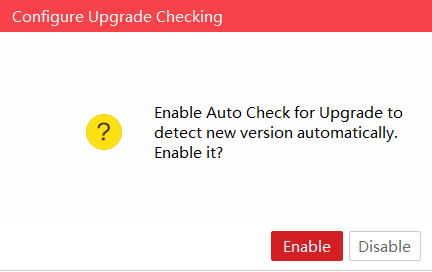 Configure Upgrade Checking
?
Enable Auto Check for Upgrade to
detect new version automatically.
Enable it?
Enable
Disable